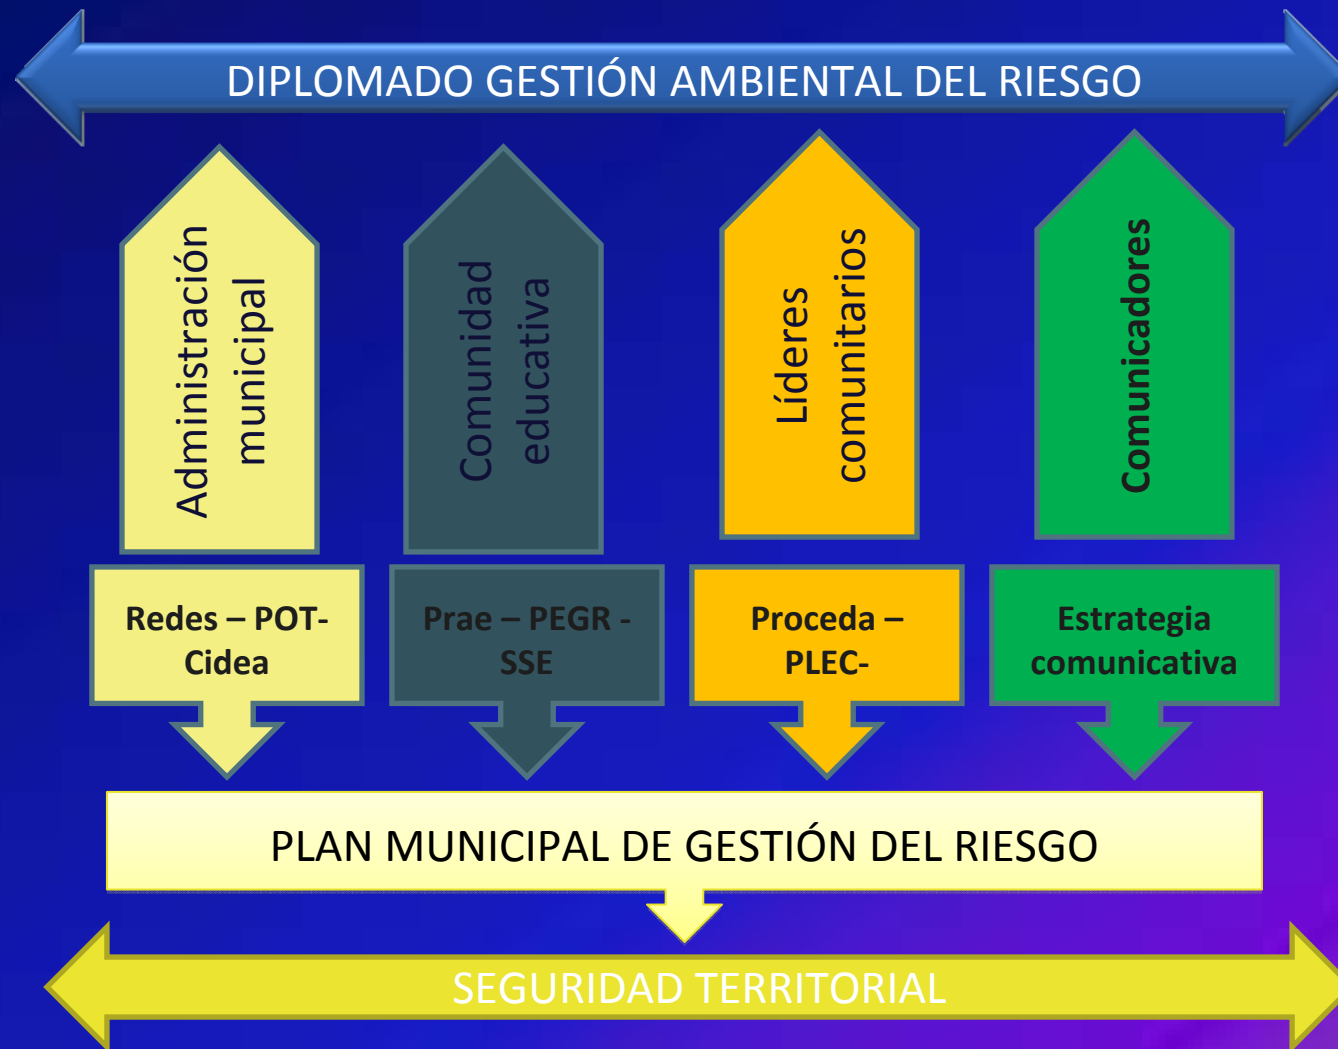 DIPLOMADO GESTIÓN AMBIENTAL DEL RIESGO
Administración
municipal
Comunidad
educativa
Líderes
comunitarios
Comunicadores
Redes – POT-
Cidea
Prae – PEGR -
SSE
Proceda –
PLEC-
Estrategia
comunicativa
PLAN MUNICIPAL DE GESTIÓN DEL RIESGO
SEGURIDAD TERRITORIAL